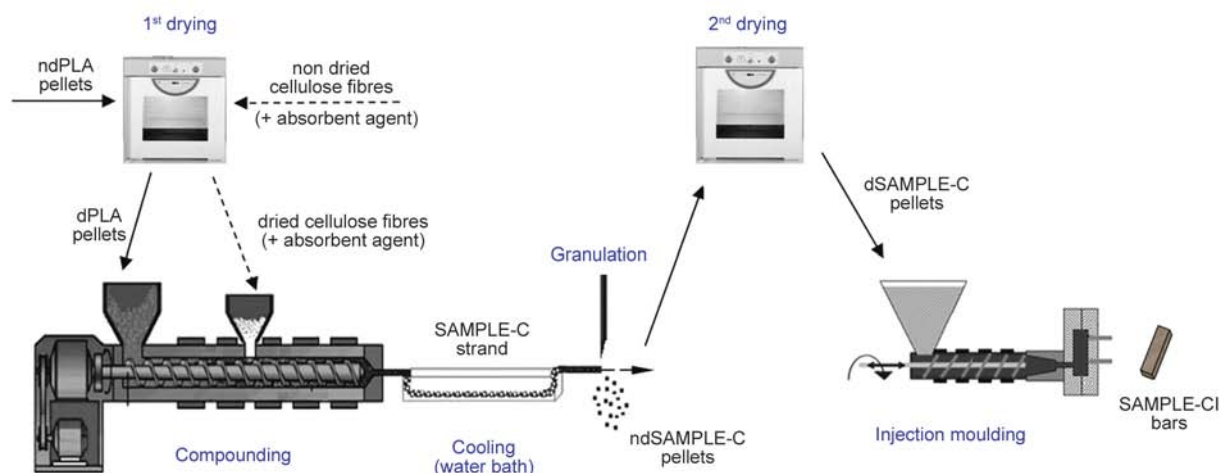 1st drying
ndPLA
pellets
non dried
cellulose fibres
(+ absorbent agent)
dPLA
pellets
dried cellulose fibres
(+ absorbent agent)
Compounding
SAMPLE-C
strand
Cooling
(water bath)
Granulation
ndSAMPLE-C
pellets
2nd drying
dSAMPLE-C
pellets
Injection moulding
SAMPLE-CI
bars